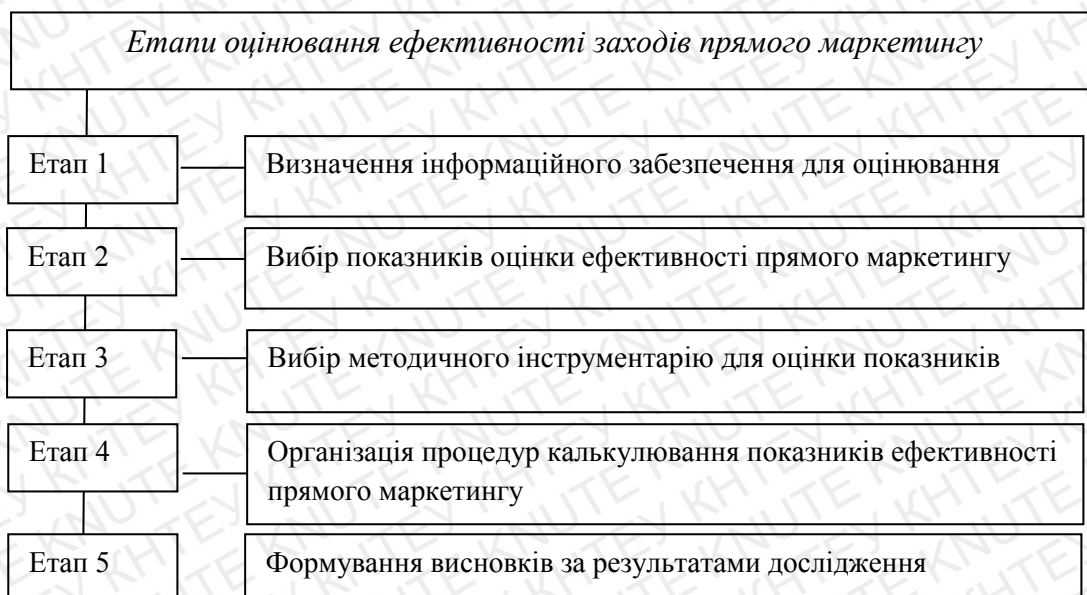 Етапи оцінювання ефективності заходів прямого маркетингу
Етап 1
Визначення інформаційного забезпечення для оцінювання
Етап 2
Вибір показників оцінки ефективності прямого маркетингу
Етап 3
Вибір методичного інструментарію для оцінки показників
Етап 4
Організація процедур калькулювання показників ефективності
прямого маркетингу
Етап 5
Формування висновків за результатами дослідження